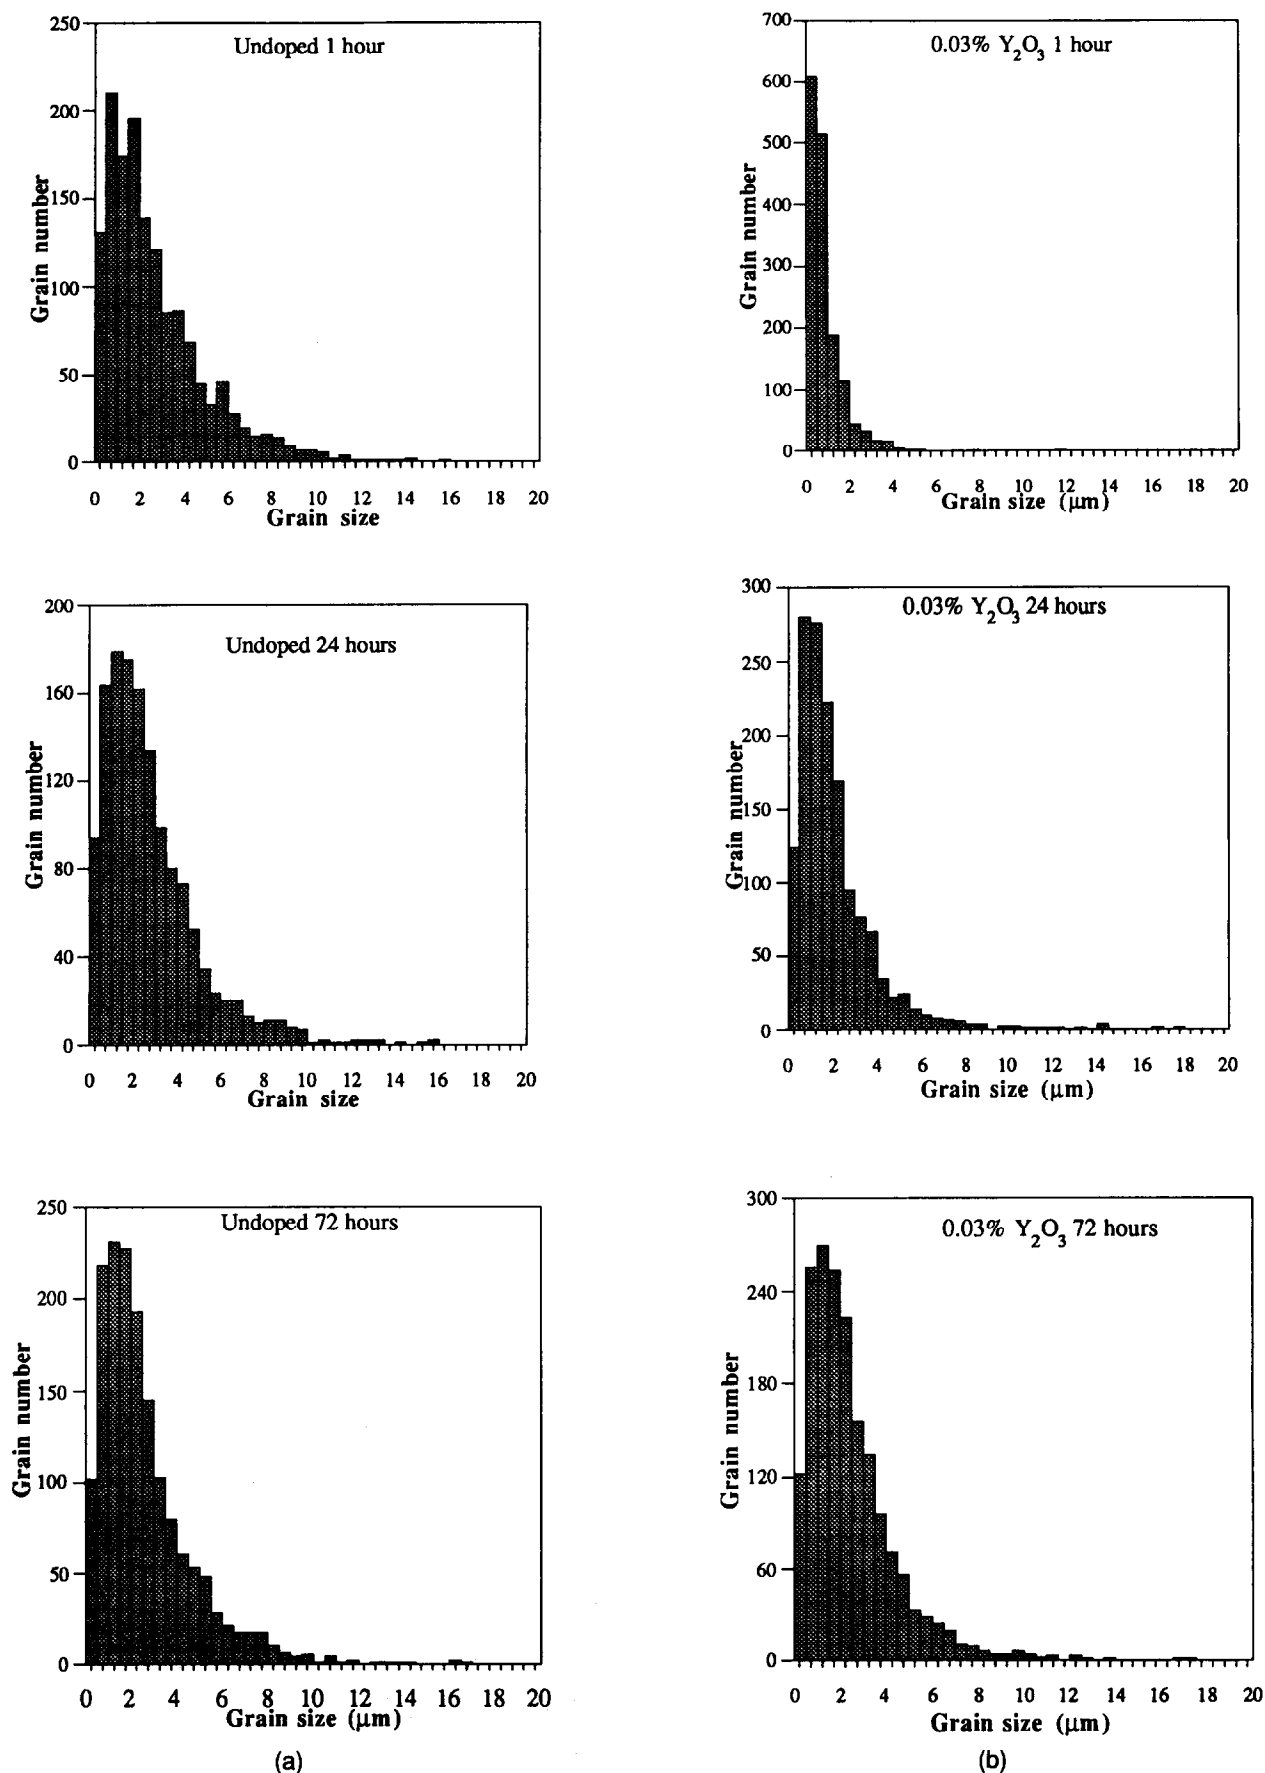 Undoped 1 hour
250
200
150
100
50
0
Grain number
0 2 4 6 8 10 12 14 16 18 20
Grain size
0.03% Y₂O₃ 1 hour
700
600
500
400
300
200
100
0
Grain number
0 2 4 6 8 10 12 14 16 18 20
Grain size (μm)
Undoped 24 hours
200
160
120
80
40
0
Grain number
0 2 4 6 8 10 12 14 16 18 20
Grain size
0.03% Y₂O₃ 24 hours
300
250
200
150
100
50
0
Grain number
0 2 4 6 8 10 12 14 16 18 20
Grain size (μm)
Undoped 72 hours
250
200
150
100
50
0
Grain number
0 2 4 6 8 10 12 14 16 18 20
Grain size (μm)
(a)
0.03% Y₂O₃ 72 hours
300
240
180
120
60
0
Grain number
0 2 4 6 8 10 12 14 16 18 20
Grain size (μm)
(b)